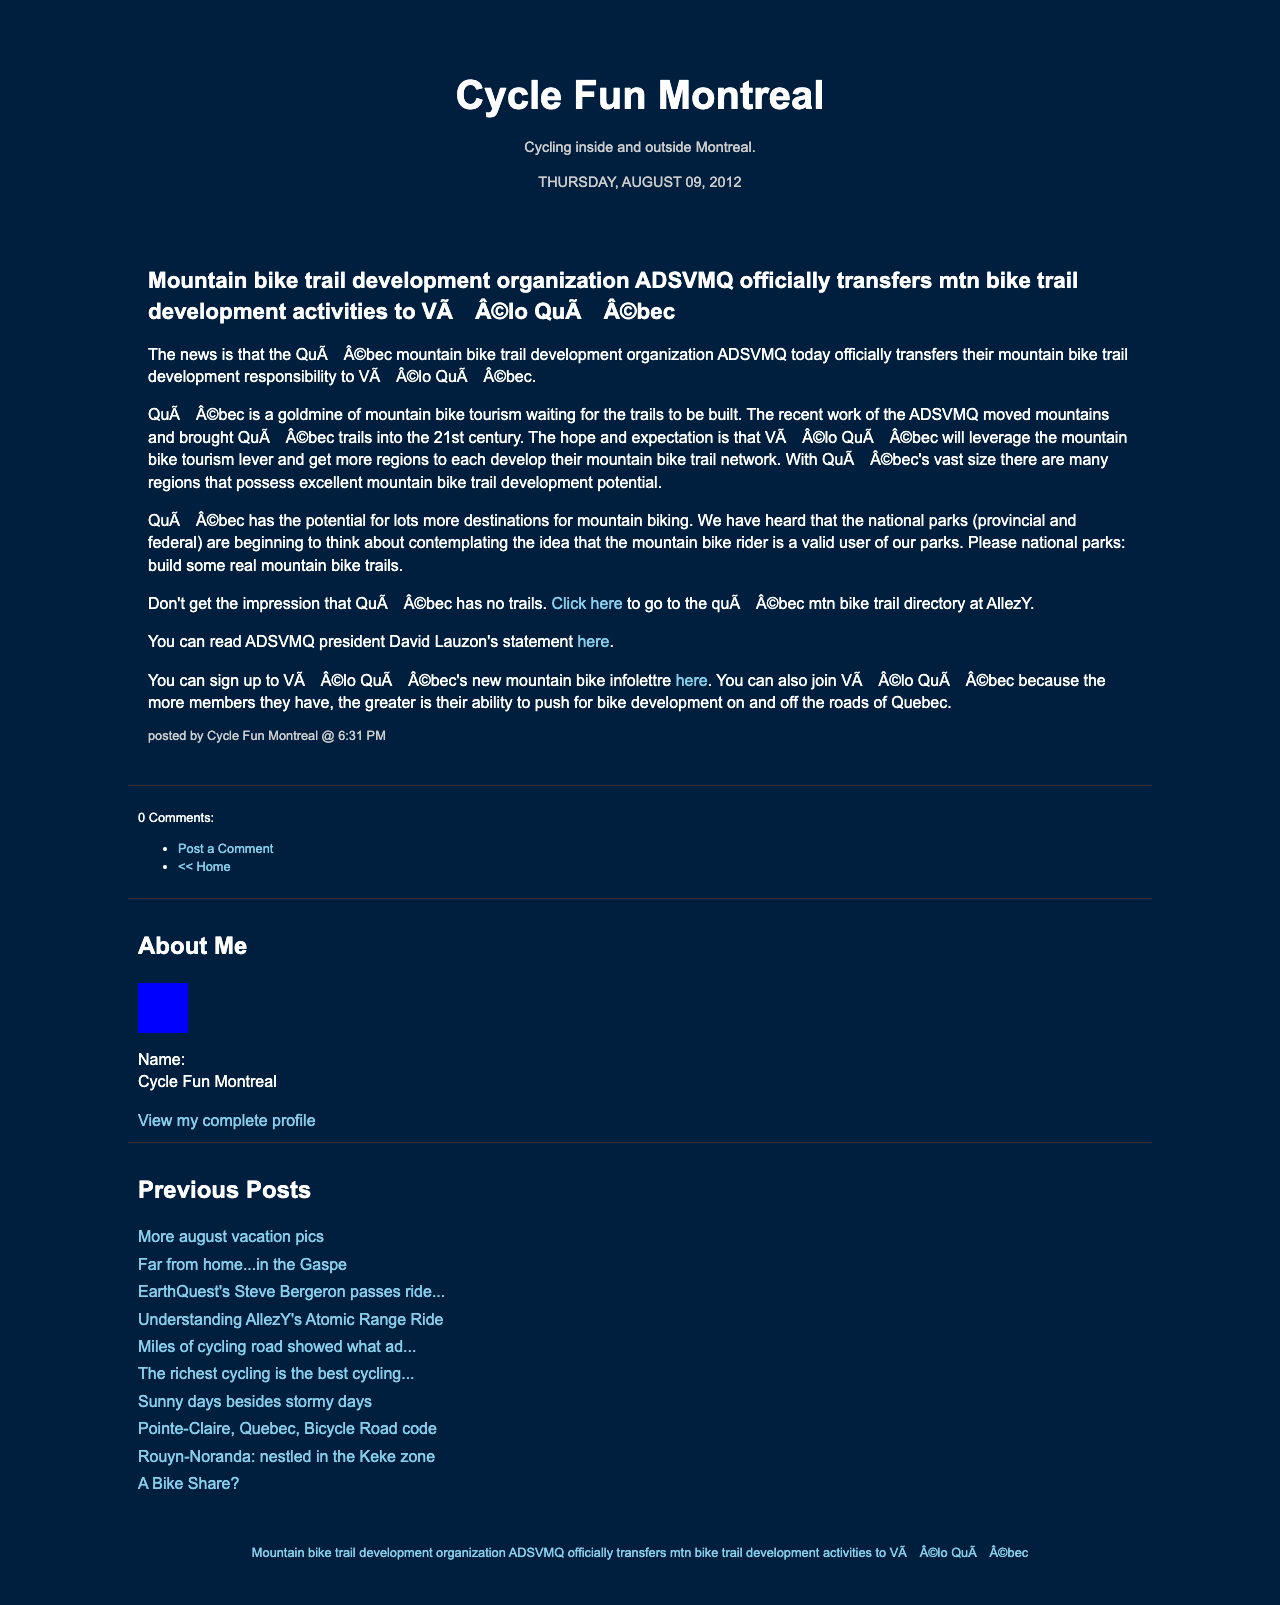 Cycle Fun Montreal
Cycling inside and outside Montreal.
THURSDAY, AUGUST 09, 2012
Mountain bike trail development organization ADSVMQ officially transfers mtn bike trail
development activities to VÃ Â©lo QuÃ Â©bec
The news is that the QuÃ Â©bec mountain bike trail development organization ADSVMQ today officially transfers their mountain bike trail
development responsibility to VÃ Â©lo QuÃ Â©bec.
QuÃ Â©bec is a goldmine of mountain bike tourism waiting for the trails to be built. The recent work of the ADSVMQ moved mountains
and brought QuÃ Â©bec trails into the 21st century. The hope and expectation is that VÃ Â©lo QuÃ Â©bec will leverage the mountain
bike tourism lever and get more regions to each develop their mountain bike trail network. With QuÃ Â©bec's vast size there are many
regions that possess excellent mountain bike trail development potential.
QuÃ Â©bec has the potential for lots more destinations for mountain biking. We have heard that the national parks (provincial and
federal) are beginning to think about contemplating the idea that the mountain bike rider is a valid user of our parks. Please national parks:
build some real mountain bike trails.
Don't get the impression that QuÃ Â©bec has no trails. Click here to go to the quÃ Â©bec mtn bike trail directory at AllezY.
You can read ADSVMQ president David Lauzon's statement here.
You can sign up to VÃ Â©lo QuÃ Â©bec's new mountain bike infolettre here. You can also join VÃ Â©lo QuÃ Â©bec because the
more members they have, the greater is their ability to push for bike development on and off the roads of Quebec.
posted by Cycle Fun Montreal @ 6:31 PM
0 Comments:
• Post a Comment
• << Home
About Me
Name:
Cycle Fun Montreal
View my complete profile
Previous Posts
More august vacation pics
Far from home...in the Gaspe
EarthQuest's Steve Bergeron passes ride...
Understanding AllezY's Atomic Range Ride
Miles of cycling road showed what ad...
The richest cycling is the best cycling...
Sunny days besides stormy days
Pointe-Claire, Quebec, Bicycle Road code
Rouyn-Noranda: nestled in the Keke zone
A Bike Share?
Mountain bike trail development organization ADSVMQ officially transfers mtn bike trail development activities to VÃ Â©lo QuÃ Â©bec